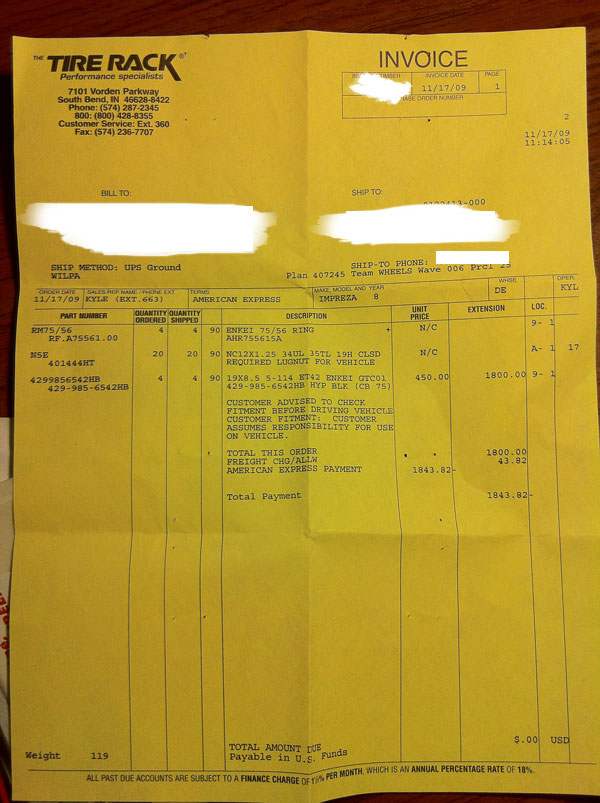 THE TIRE RACK®
Performance specialists
7101 Vorden Parkway
South Bend, IN 46628-8422
Phone: (574) 287-2345
800: (800) 428-8355
Customer Service: Ext. 360
Fax: (574) 236-7707
INVOICE
INVOICE DATE PAGE
11/17/09 1
ORDER NUMBER
2
11/17/09
11:14:05
BILL TO:
SHIP TO:
-000
SHIP METHOD: UPS Ground
WILPA
SHIP-TO PHONE:
Plan 407245 Team WHEELS Wave 006 Prcl 25
ORDER DATE SALES REP NAME / PHONE EXT. TERMS MAKE, MODEL AND YEAR WHSE. OPER.
11/17/09 KYLE (EXT.663) AMERICAN EXPRESS IMPREZA 8 DE KYL
PART NUMBER QUANTITY ORDERED QUANTITY SHIPPED DESCRIPTION UNIT PRICE EXTENSION LOC.
RM75/56 4 4 90 ENKEI 75/56 RING + N/C 9- 1
RF.A75561.00 AHR755615A
N5E 20 20 90 NC12X1.25 34UL 35TL 19H CLSD N/C A- 1 17
401444HT REQUIRED LUGNUT FOR VEHICLE
4299856542HB 4 4 90 19X8.5 5-114 ET42 ENKEI GTC01 450.00 1800.00 9- 1
429-985-6542HB 429-985-6542HB HYP BLK (CB 75)
CUSTOMER ADVISED TO CHECK
FITMENT BEFORE DRIVING VEHICLE
CUSTOMER FITMENT: CUSTOMER
ASSUMES RESPONSIBILITY FOR USE
ON VEHICLE.
TOTAL THIS ORDER 1800.00
FREIGHT CHG/ALLW 43.82
AMERICAN EXPRESS PAYMENT 1843.82-
Total Payment 1843.82-
Weight 119
TOTAL AMOUNT DUE $.00 USD
Payable in U.S. Funds
ALL PAST DUE ACCOUNTS ARE SUBJECT TO A FINANCE CHARGE OF 1½% PER MONTH, WHICH IS AN ANNUAL PERCENTAGE RATE OF 18%.